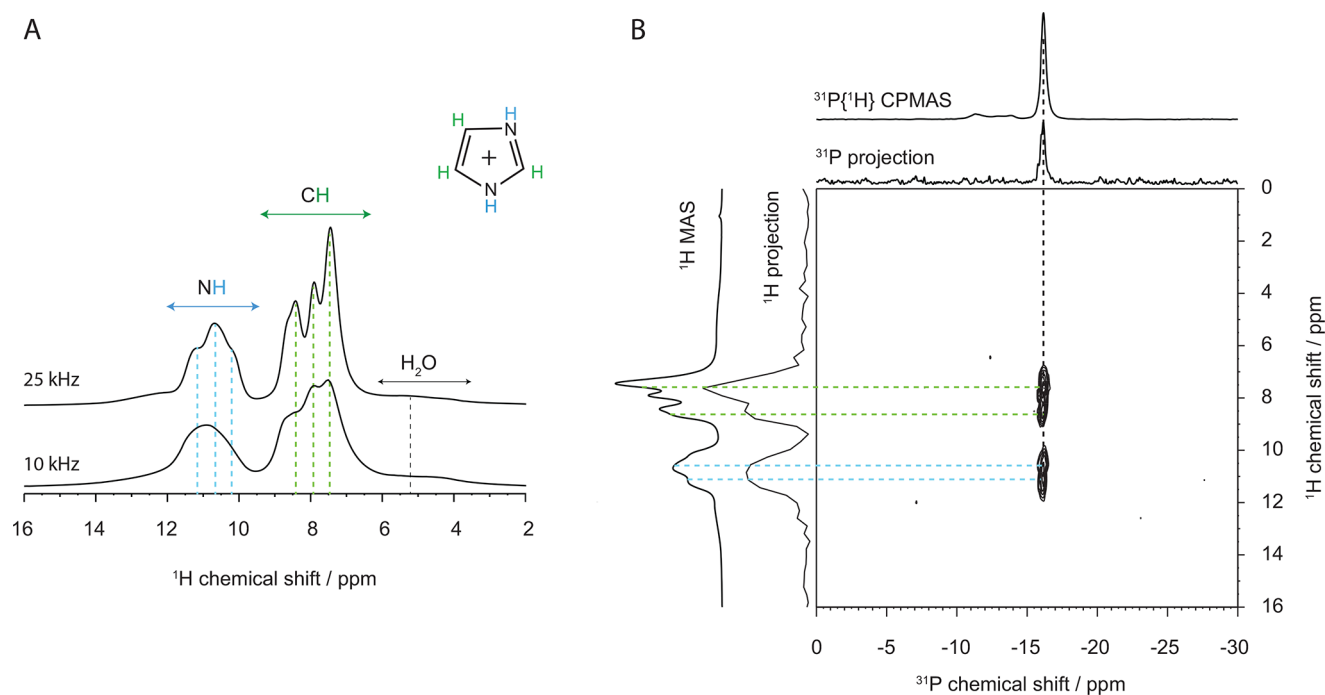 A
H
H
N
+
H
N
H
H
CH
NH
H₂O
25 kHz
10 kHz
16 14 12 10 8 6 4 2
¹H chemical shift / ppm
B
³¹P{¹H} CPMAS
³¹P projection
¹H MAS
¹H projection
0
2
4
6
8
10
12
14
16
¹H chemical shift / ppm
0 -5 -10 -15 -20 -25 -30
³¹P chemical shift / ppm